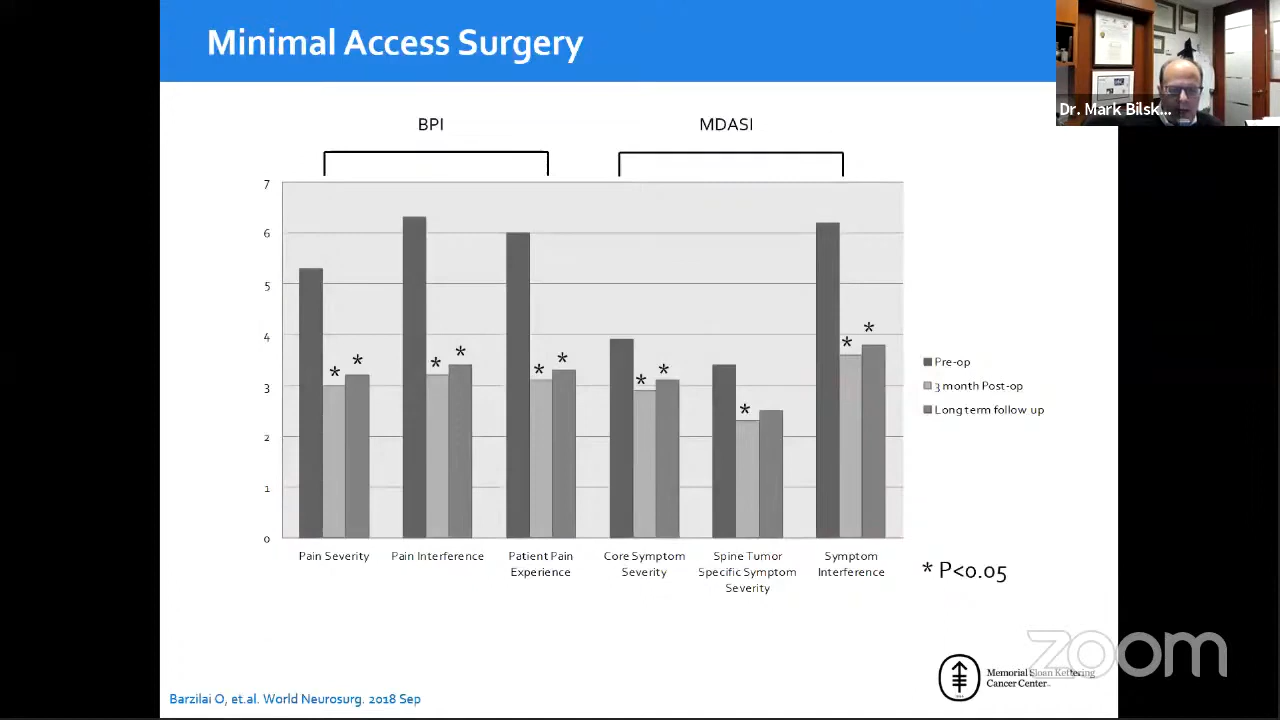 Minimal Access Surgery
Dr. Mark Bilsk...
BPI
MDASI
7
6
5
4
3
2
1
0
* *
* *
* *
* *
*
* *
Pre-op
3 month Post-op
Long term follow up
Pain Severity
Pain Interference
Patient Pain
Experience
Core Symptom
Severity
Spine Tumor
Specific Symptom
Severity
Symptom
Interference
* P<0.05
zoom
Memorial Sloan Kettering
Cancer Center
Barzilai O, et.al. World Neurosurg. 2018 Sep